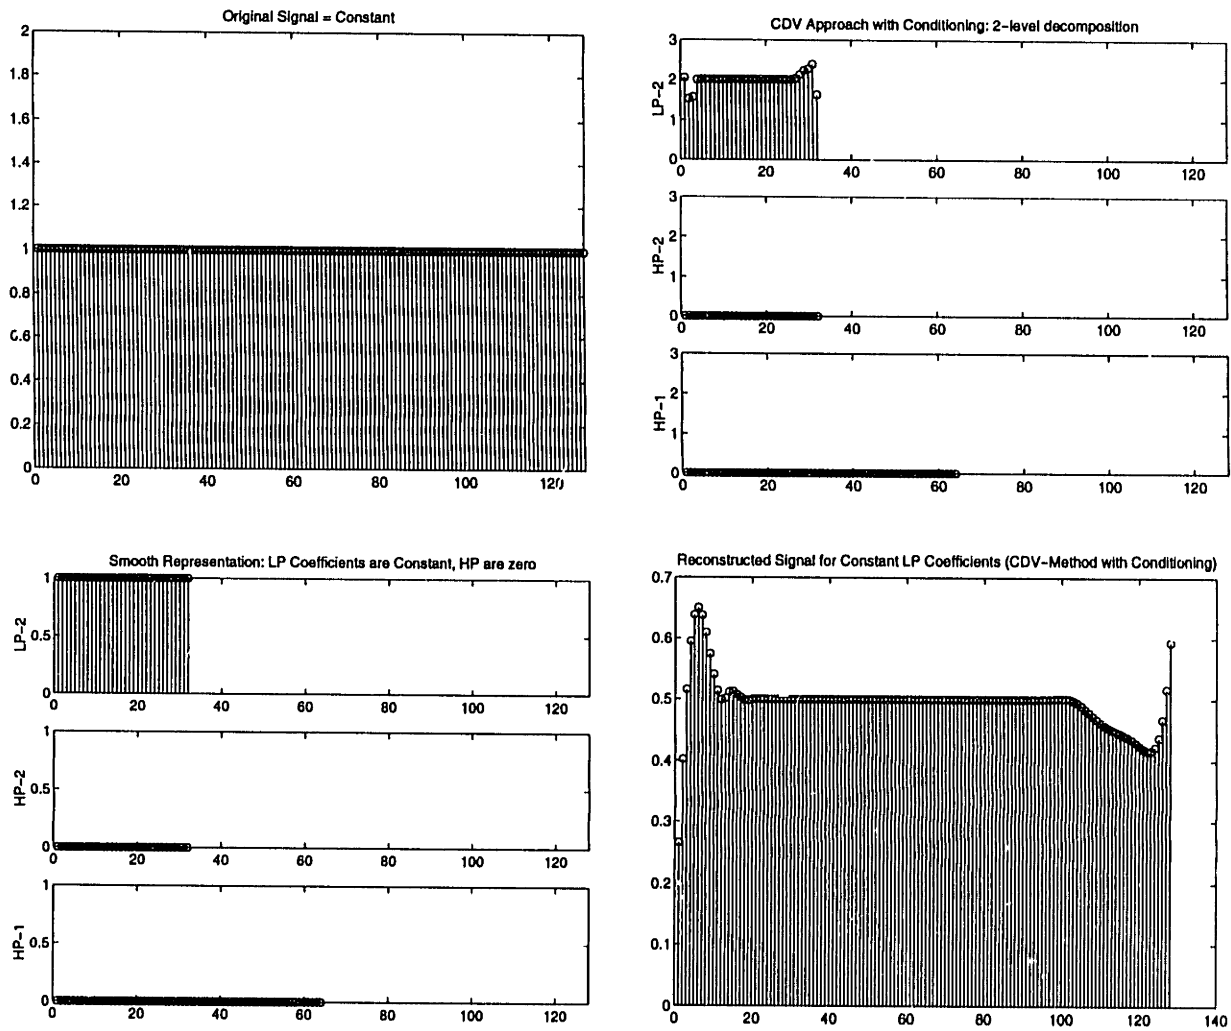 Original Signal = Constant
2
1.8
1.6
1.4
1.2
1
0.8
0.6
0.4
0.2
0
0 20 40 60 80 100 120
CDV Approach with Conditioning: 2-level decomposition
LP-2
3
2
1
0
0 20 40 60 80 100 120
HP-2
3
2
1
0
0 20 40 60 80 100 120
HP-1
3
2
1
0
0 20 40 60 80 100 120
Smooth Representation: LP Coefficients are Constant, HP are zero
LP-2
1
0.5
0
0 20 40 60 80 100 120
HP-2
1
0.5
0
0 20 40 60 80 100 120
HP-1
1
0.5
0
0 20 40 60 80 100 120
Reconstructed Signal for Constant LP Coefficients (CDV-Method with Conditioning)
0.7
0.6
0.5
0.4
0.3
0.2
0.1
0
0 20 40 60 80 100 120 140